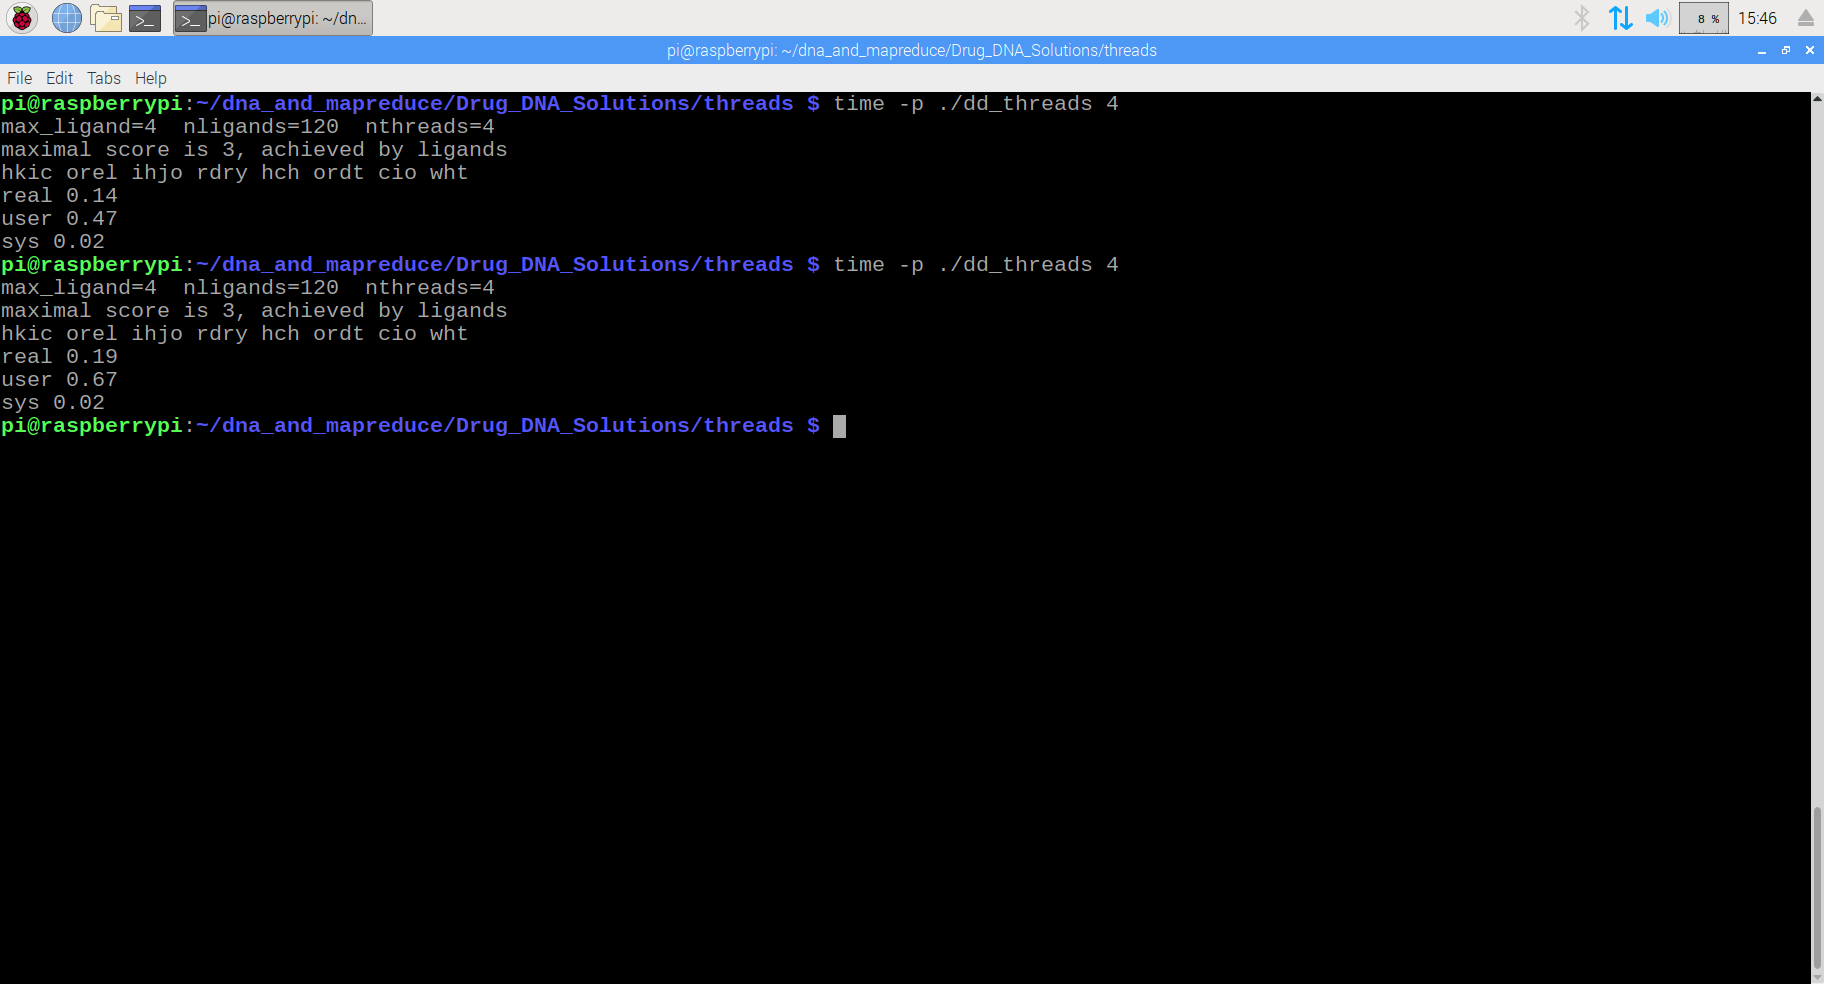 pi@raspberrypi: ~/dn...
8 %
15:46
pi@raspberrypi: ~/dna_and_mapreduce/Drug_DNA_Solutions/threads
File Edit Tabs Help
pi@raspberrypi:~/dna_and_mapreduce/Drug_DNA_Solutions/threads $ time -p ./dd_threads 4
max_ligand=4  nligands=120  nthreads=4
maximal score is 3, achieved by ligands
hkic orel ihjo rdry hch ordt cio wht
real 0.14
user 0.47
sys 0.02
pi@raspberrypi:~/dna_and_mapreduce/Drug_DNA_Solutions/threads $ time -p ./dd_threads 4
max_ligand=4  nligands=120  nthreads=4
maximal score is 3, achieved by ligands
hkic orel ihjo rdry hch ordt cio wht
real 0.19
user 0.67
sys 0.02
pi@raspberrypi:~/dna_and_mapreduce/Drug_DNA_Solutions/threads $